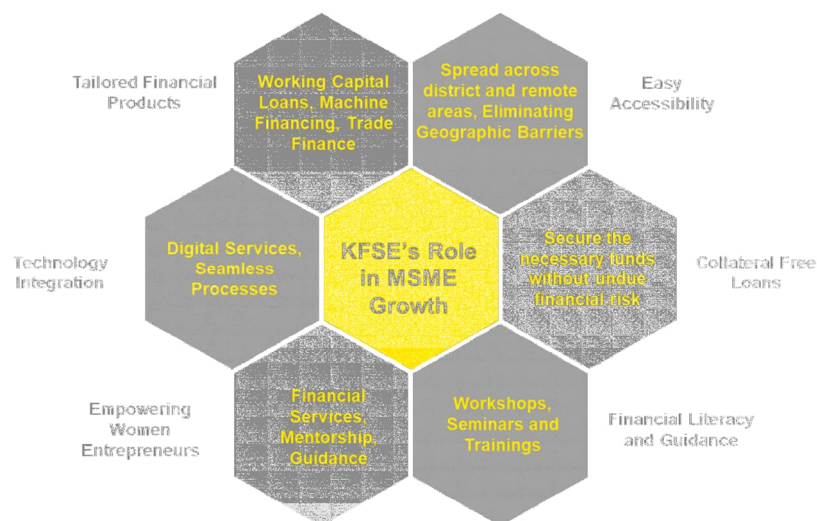 Tailored Financial
Products
Working Capital
Loans, Machine
Financing, Trade
Finance
Spread across
district and remote
areas, Eliminating
Geographic Barriers
Easy
Accessibility
Technology
Integration
Digital Services,
Seamless
Processes
KFSE's Role
in MSME
Growth
Secure the
necessary funds
without undue
financial risk
Collateral Free
Loans
Empowering
Women
Entrepreneurs
Financial
Services,
Mentorship,
Guidance
Workshops,
Seminars and
Trainings
Financial Literacy
and Guidance